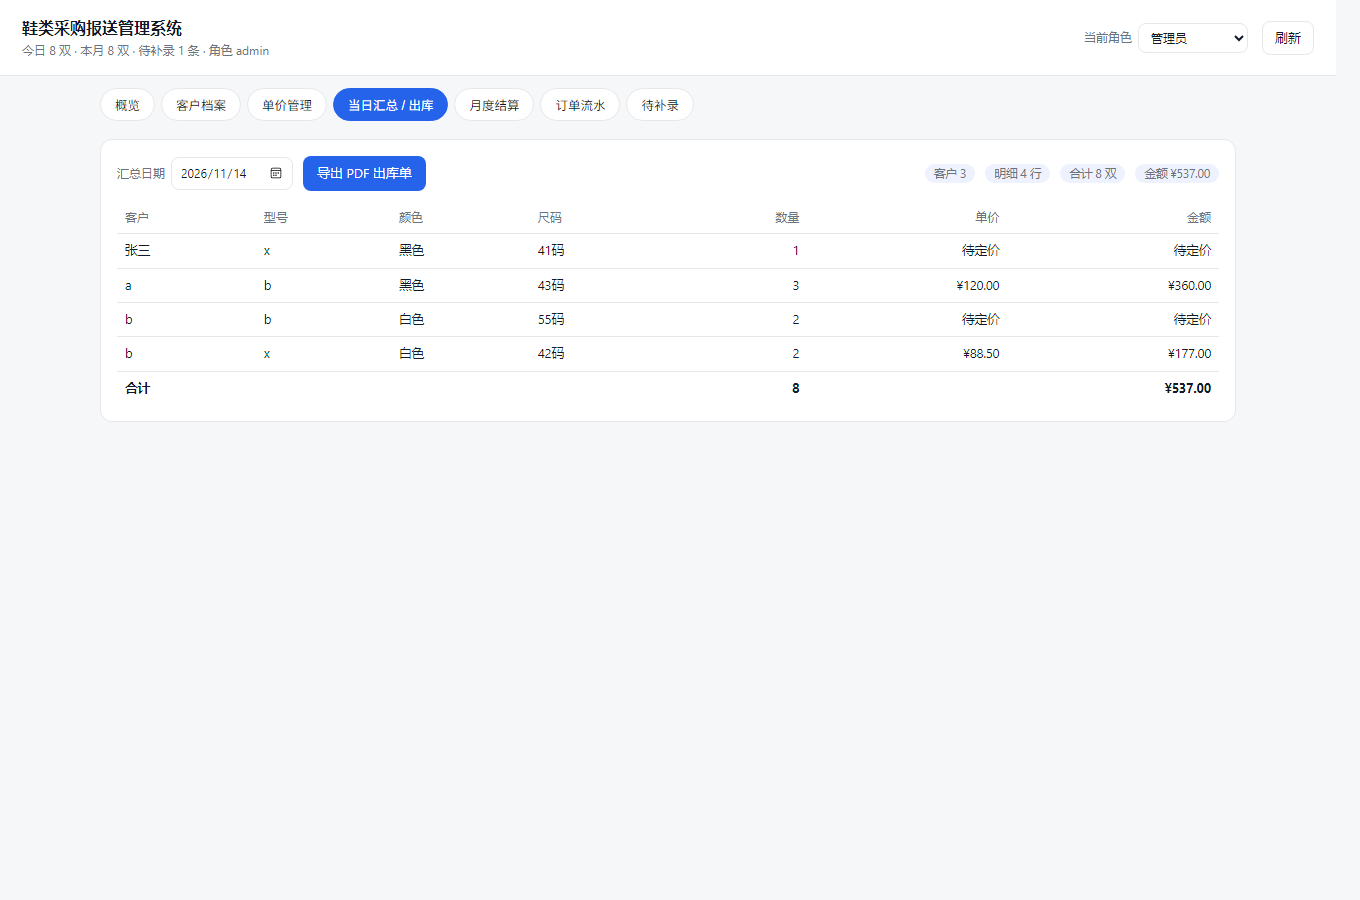 鞋类采购报送管理系统
今日 8 双 · 本月 8 双 · 待补录 1 条 · 角色 admin
当前角色 管理员 刷新
概览 客户档案 单价管理 当日汇总 / 出库 月度结算 订单流水 待补录
汇总日期 2026/11/14 导出 PDF 出库单 客户 3 明细 4 行 合计 8 双 金额 ¥537.00
客户 型号 颜色 尺码 数量 单价 金额
张三 x 黑色 41码 1 待定价 待定价
a b 黑色 43码 3 ¥120.00 ¥360.00
b b 白色 55码 2 待定价 待定价
b x 白色 42码 2 ¥88.50 ¥177.00
合计 8 ¥537.00